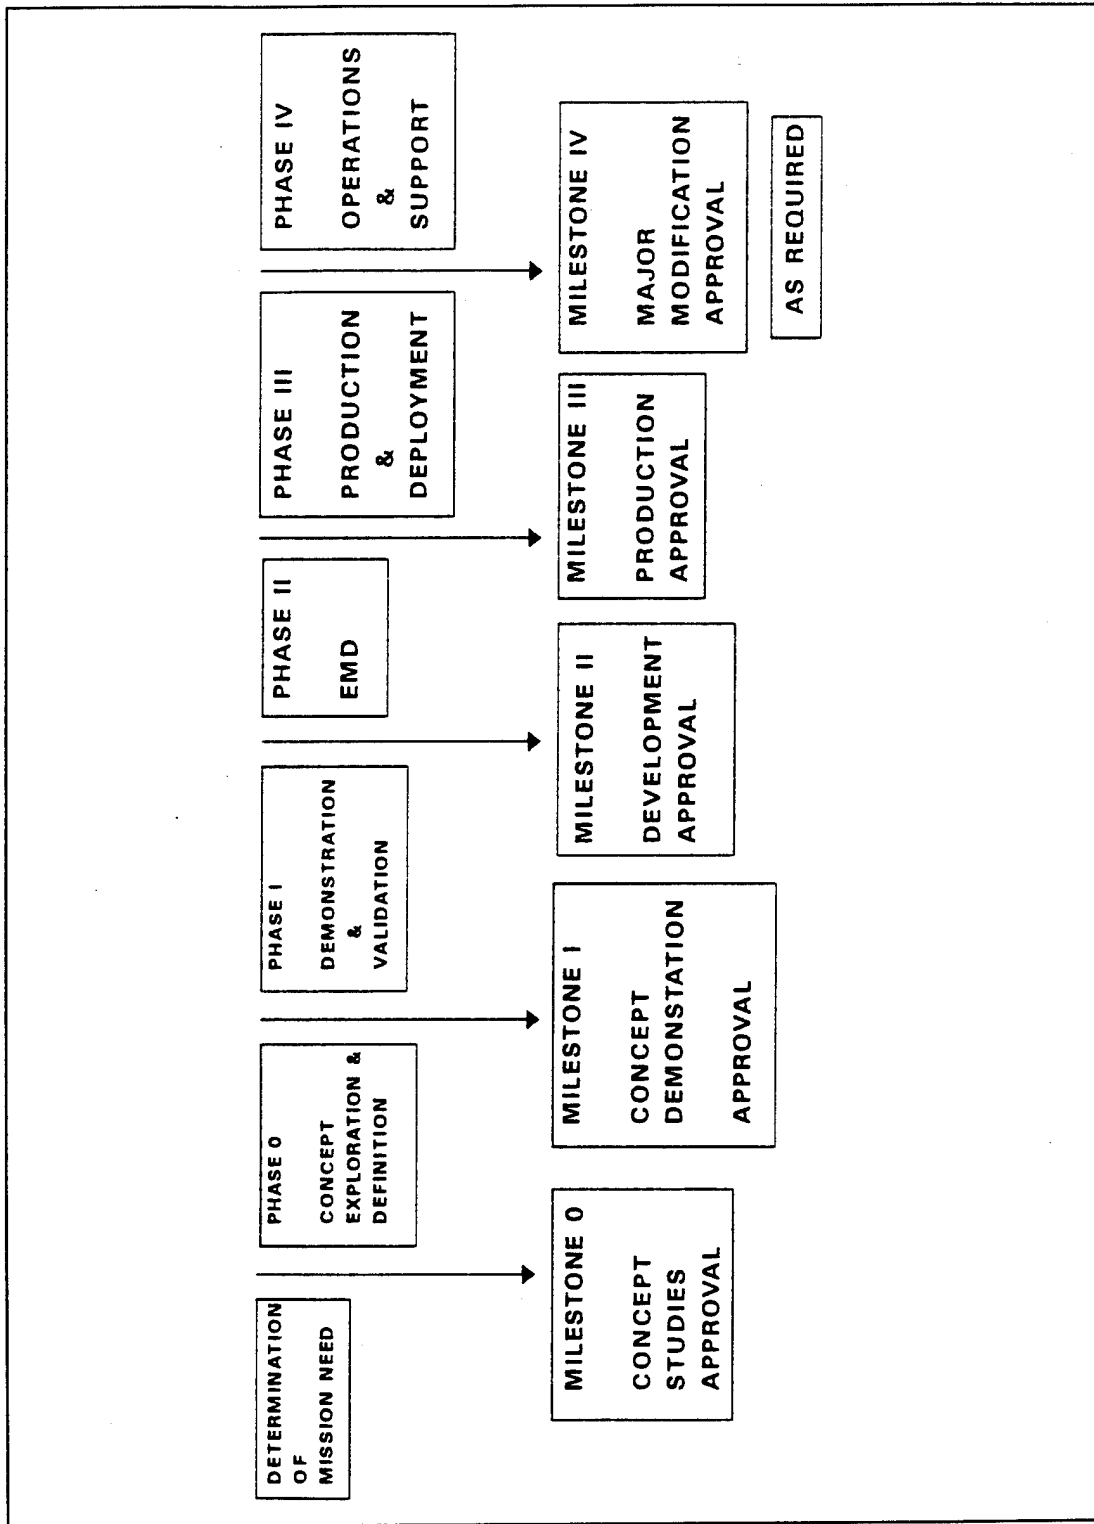 DETERMINATION
OF
MISSION NEED
PHASE 0
CONCEPT
EXPLORATION &
DEFINITION
PHASE I
DEMONSTRATION
&
VALIDATION
PHASE II
EMD
PHASE III
PRODUCTION
&
DEPLOYMENT
PHASE IV
OPERATIONS
&
SUPPORT
MILESTONE 0
CONCEPT
STUDIES
APPROVAL
MILESTONE I
CONCEPT
DEMONSTATION
APPROVAL
MILESTONE II
DEVELOPMENT
APPROVAL
MILESTONE III
PRODUCTION
APPROVAL
MILESTONE IV
MAJOR
MODIFICATION
APPROVAL
AS REQUIRED